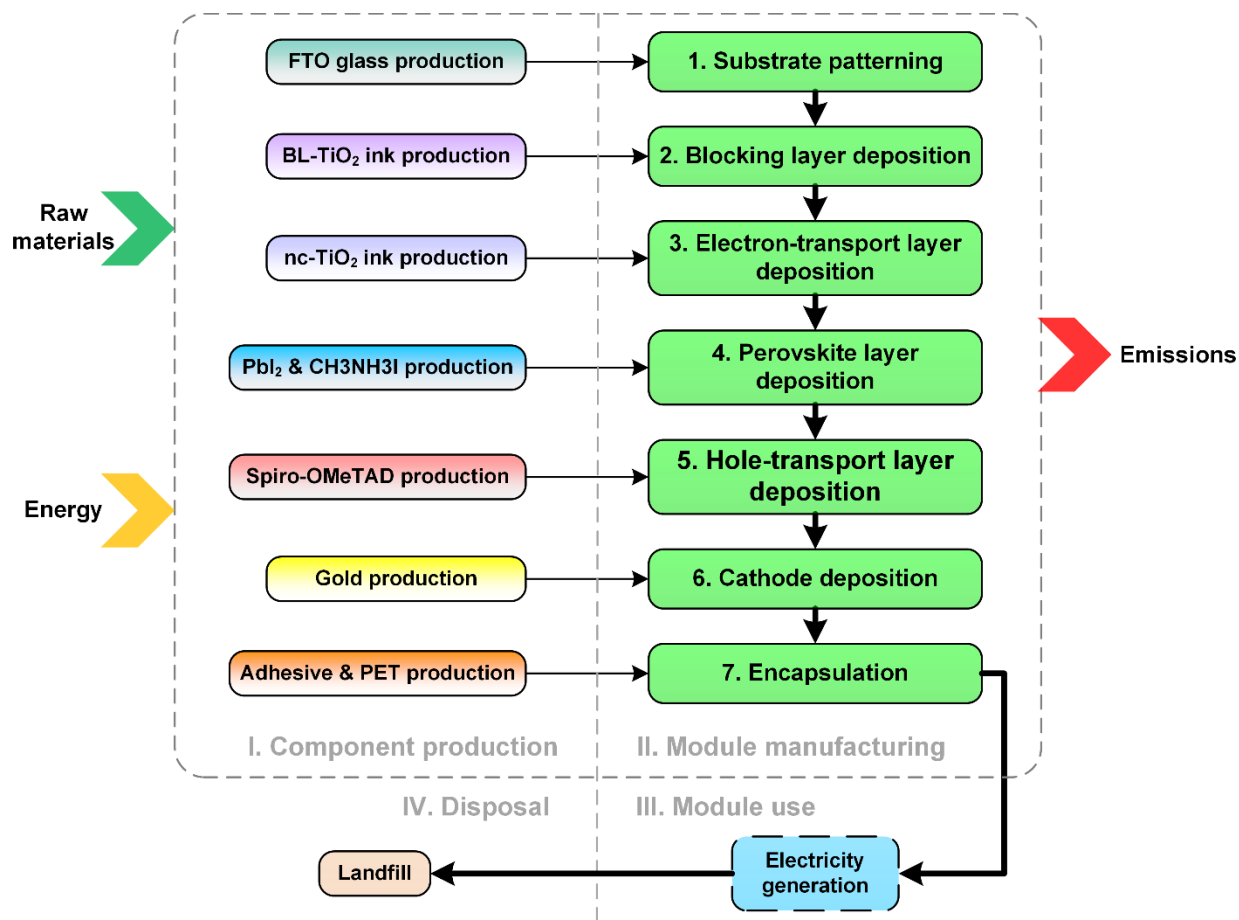 FTO glass production
1. Substrate patterning
BL-TiO₂ ink production
2. Blocking layer deposition
Raw
materials
nc-TiO₂ ink production
3. Electron-transport layer
deposition
PbI₂ & CH3NH3I production
4. Perovskite layer
deposition
Emissions
Spiro-OMeTAD production
5. Hole-transport layer
deposition
Energy
Gold production
6. Cathode deposition
Adhesive & PET production
7. Encapsulation
I. Component production
II. Module manufacturing
IV. Disposal
III. Module use
Landfill
Electricity
generation